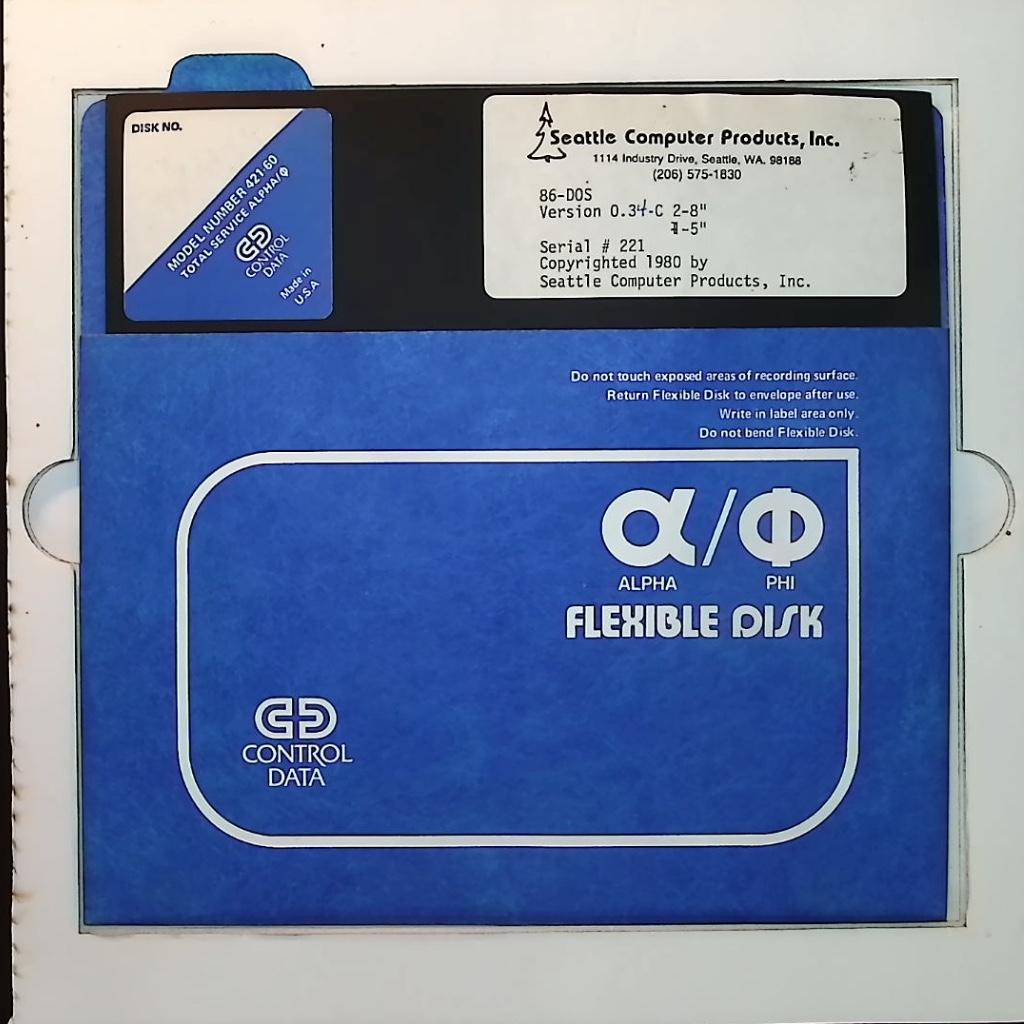 DISK NO.
MODEL NUMBER 421-60
TOTAL SERVICE ALPHA/Φ
CONTROL
DATA
Made in
U.S.A
Seattle Computer Products, Inc.
1114 Industry Drive, Seattle, WA. 98188
(206) 575-1830
86-DOS
Version 0.34-C 2-8"
-5"
Serial # 221
Copyrighted 1980 by
Seattle Computer Products, Inc.
Do not touch exposed areas of recording surface.
Return Flexible Disk to envelope after use.
Write in label area only.
Do not bend Flexible Disk.
α/Φ
ALPHA PHI
FLEXIBLE DISK
CONTROL
DATA